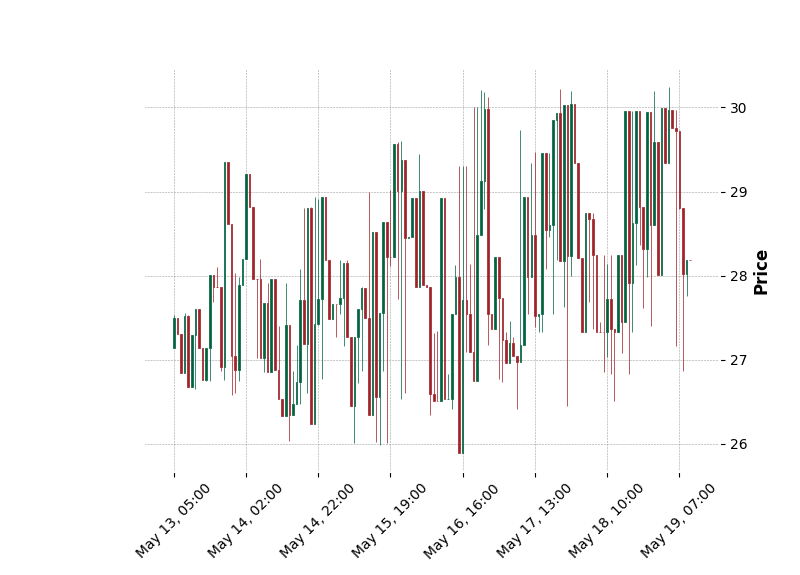 30
29
28
27
26
Price
May 13, 05:00
May 14, 02:00
May 14, 22:00
May 15, 19:00
May 16, 16:00
May 17, 13:00
May 18, 10:00
May 19, 07:00